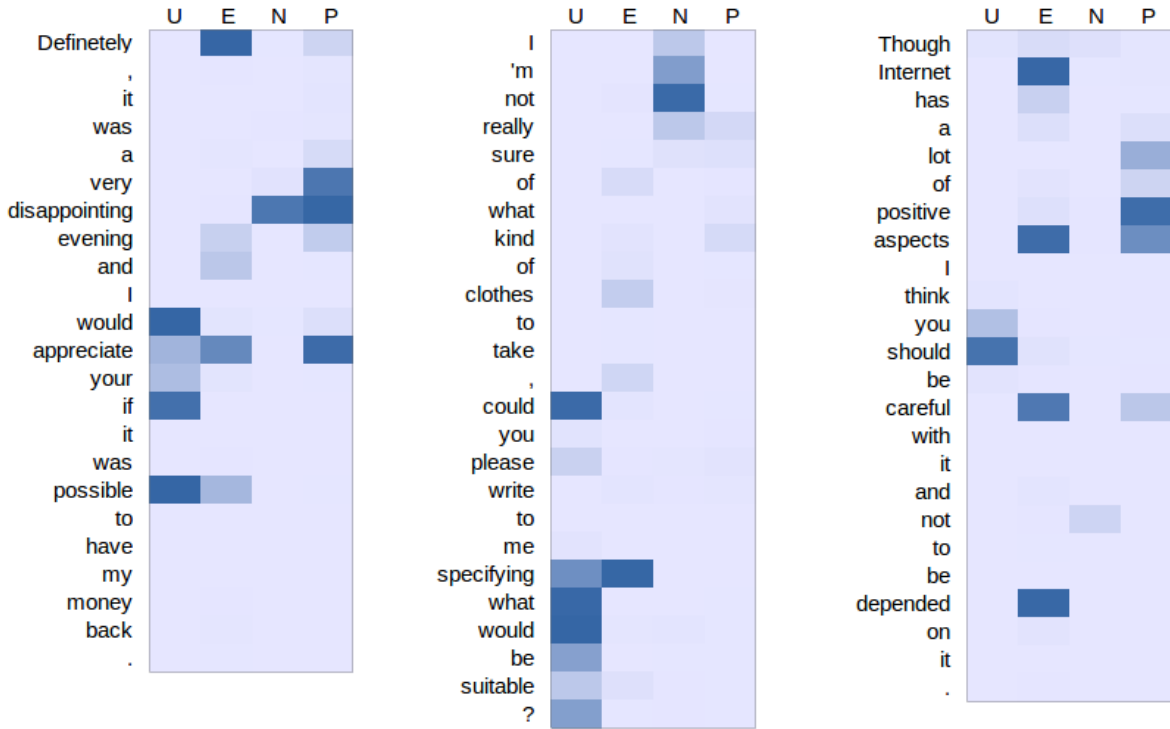 U E N P
Definetely
,
it
was
a
very
disappointing
evening
and
I
would
appreciate
your
if
it
was
possible
to
have
my
money
back
.
U E N P
I
'm
not
really
sure
of
what
kind
of
clothes
to
take
,
could
you
please
write
to
me
specifying
what
would
be
suitable
?
U E N P
Though
Internet
has
a
lot
of
positive
aspects
I
think
you
should
be
careful
with
it
and
not
to
be
depended
on
it
.